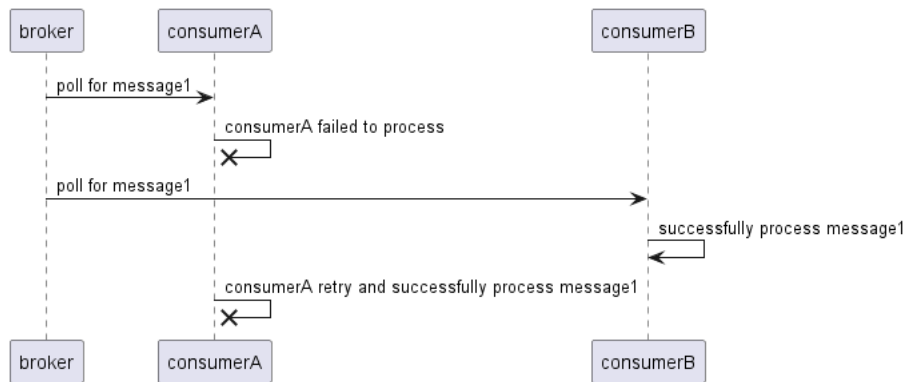 broker consumerA consumerB
poll for message1
consumerA failed to process
poll for message1
successfully process message1
consumerA retry and successfully process message1
broker consumerA consumerB